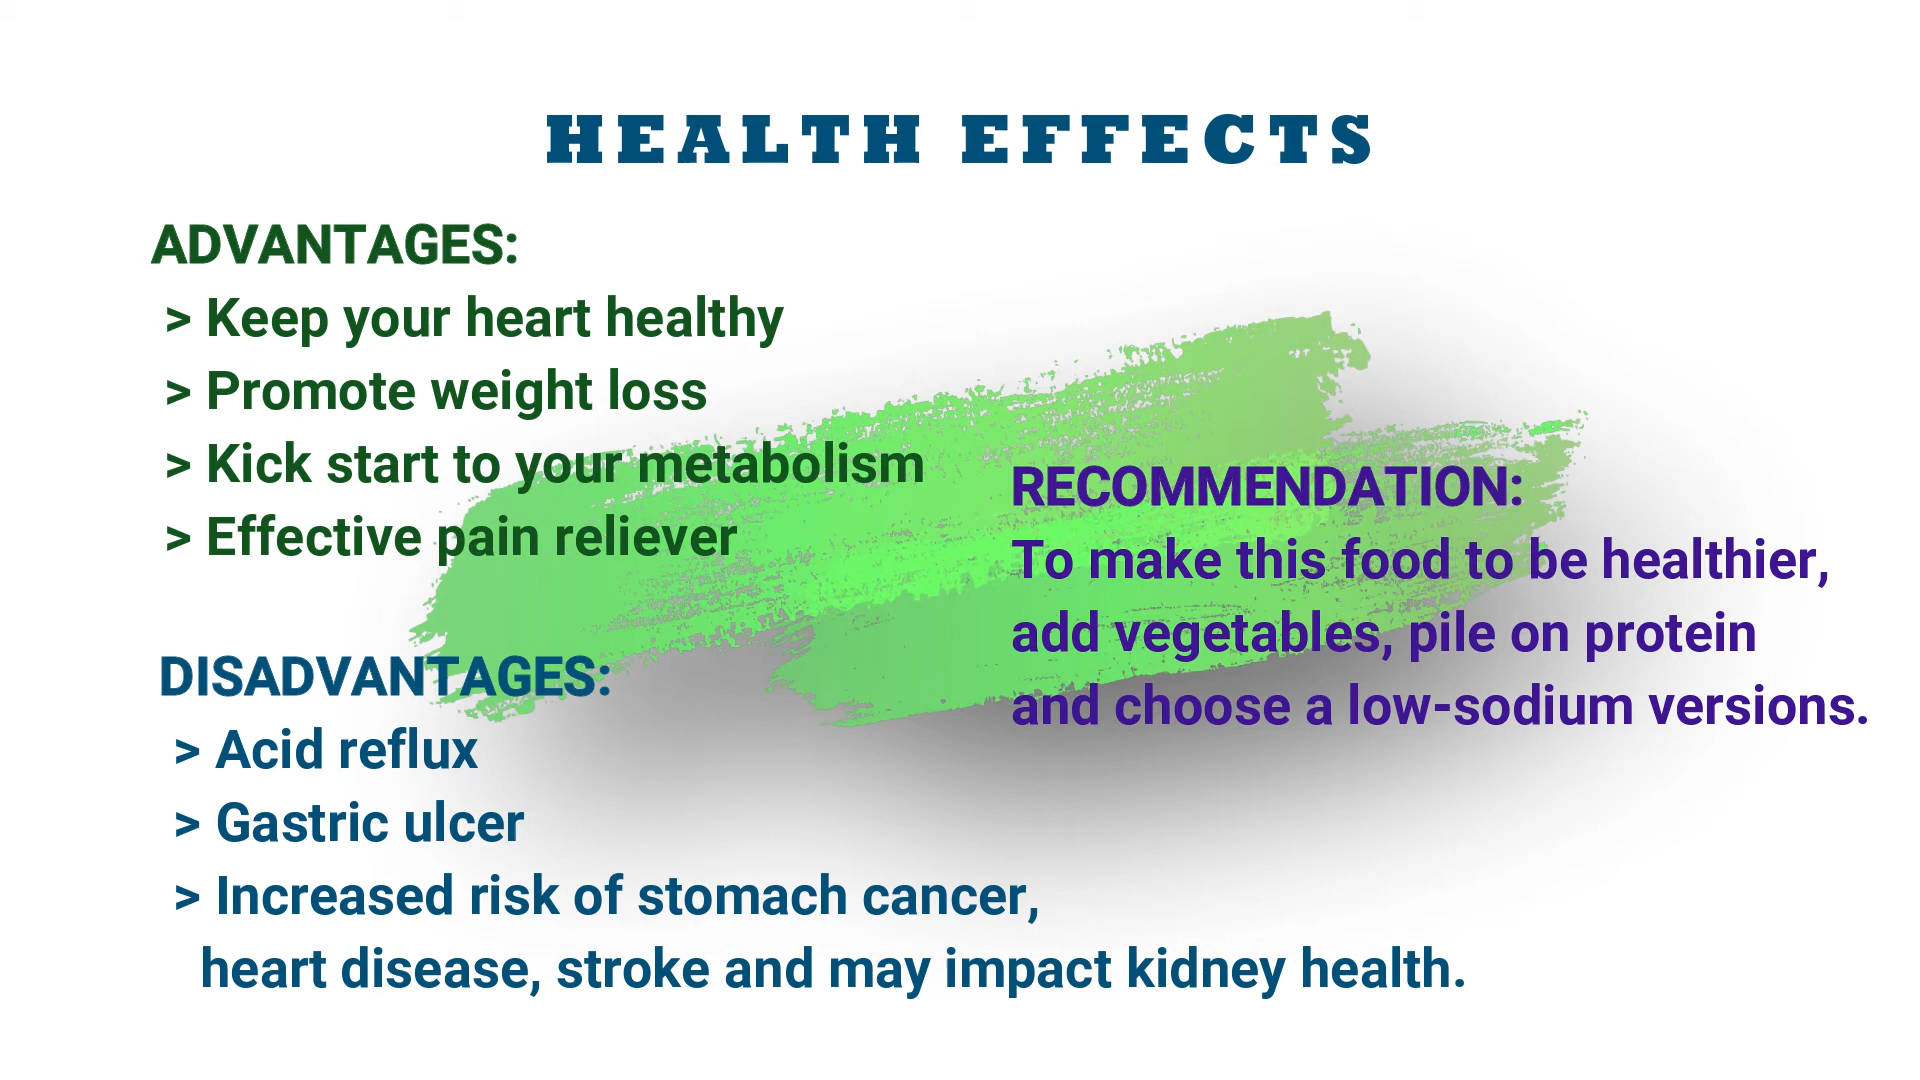 HEALTH EFFECTS
ADVANTAGES:
> Keep your heart healthy
> Promote weight loss
> Kick start to your metabolism
> Effective pain reliever
DISADVANTAGES:
> Acid reflux
> Gastric ulcer
> Increased risk of stomach cancer,
heart disease, stroke and may impact kidney health.
RECOMMENDATION:
To make this food to be healthier,
add vegetables, pile on protein
and choose a low-sodium versions.